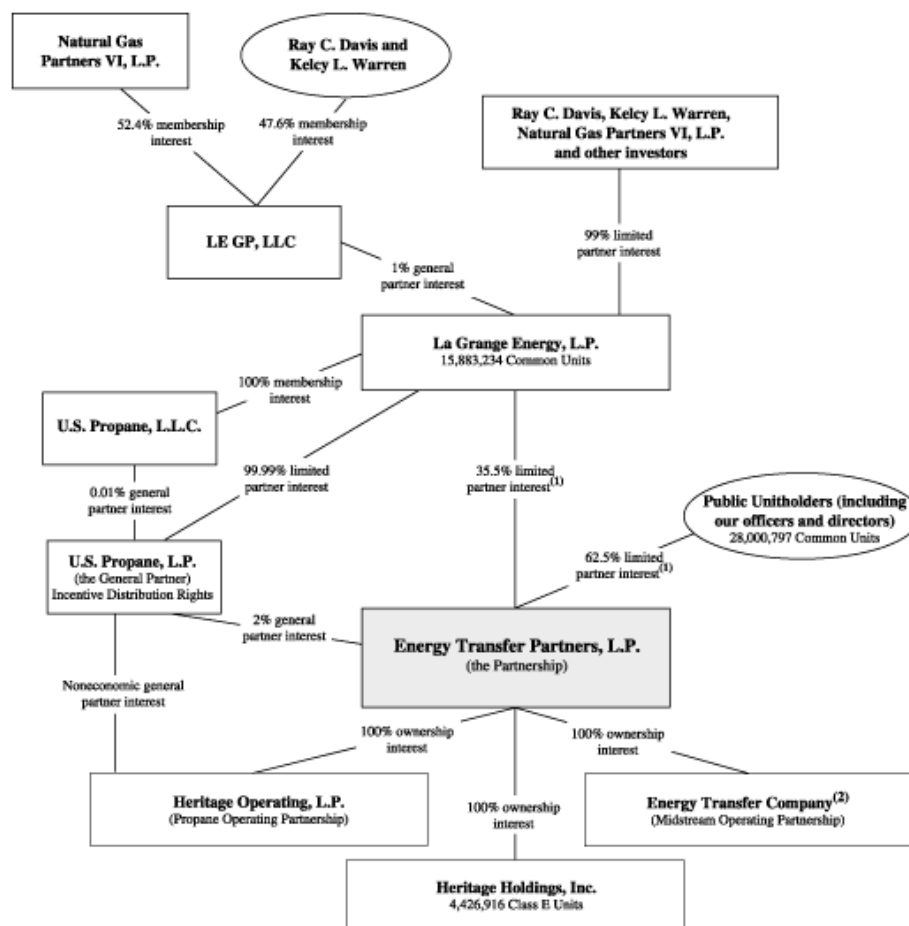 Natural Gas
Partners VI, L.P.
Ray C. Davis and
Kelcy L. Warren
52.4% membership
interest
47.6% membership
interest
Ray C. Davis, Kelcy L. Warren,
Natural Gas Partners VI, L.P.
and other investors
LE GP, LLC
99% limited
partner interest
1% general
partner interest
La Grange Energy, L.P.
15,883,234 Common Units
100% membership
interest
U.S. Propane, L.L.C.
99.99% limited
partner interest
35.5% limited
partner interest(1)
0.01% general
partner interest
Public Unitholders (including
our officers and directors)
28,000,797 Common Units
U.S. Propane, L.P.
(the General Partner)
Incentive Distribution Rights
62.5% limited
partner interest(1)
2% general
partner interest
Energy Transfer Partners, L.P.
(the Partnership)
Noneconomic general
partner interest
100% ownership
interest
100% ownership
interest
Heritage Operating, L.P.
(Propane Operating Partnership)
100% ownership
interest
Energy Transfer Company(2)
(Midstream Operating Partnership)
Heritage Holdings, Inc.
4,426,916 Class E Units